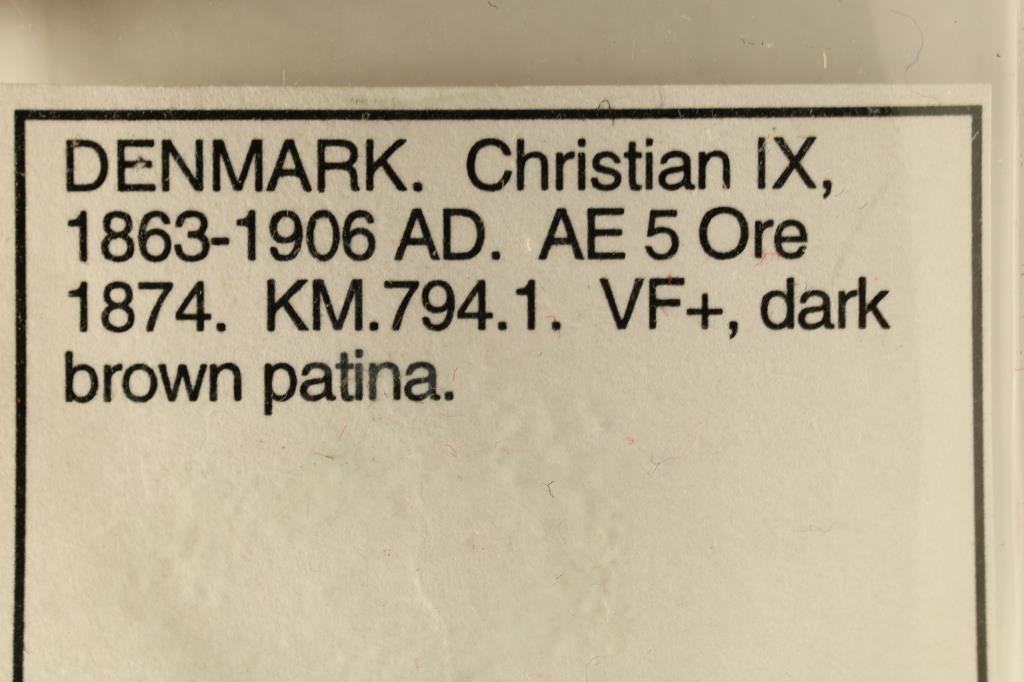 DENMARK. Christian IX,
1863-1906 AD. AE 5 Ore
1874. KM.794.1. VF+, dark
brown patina.